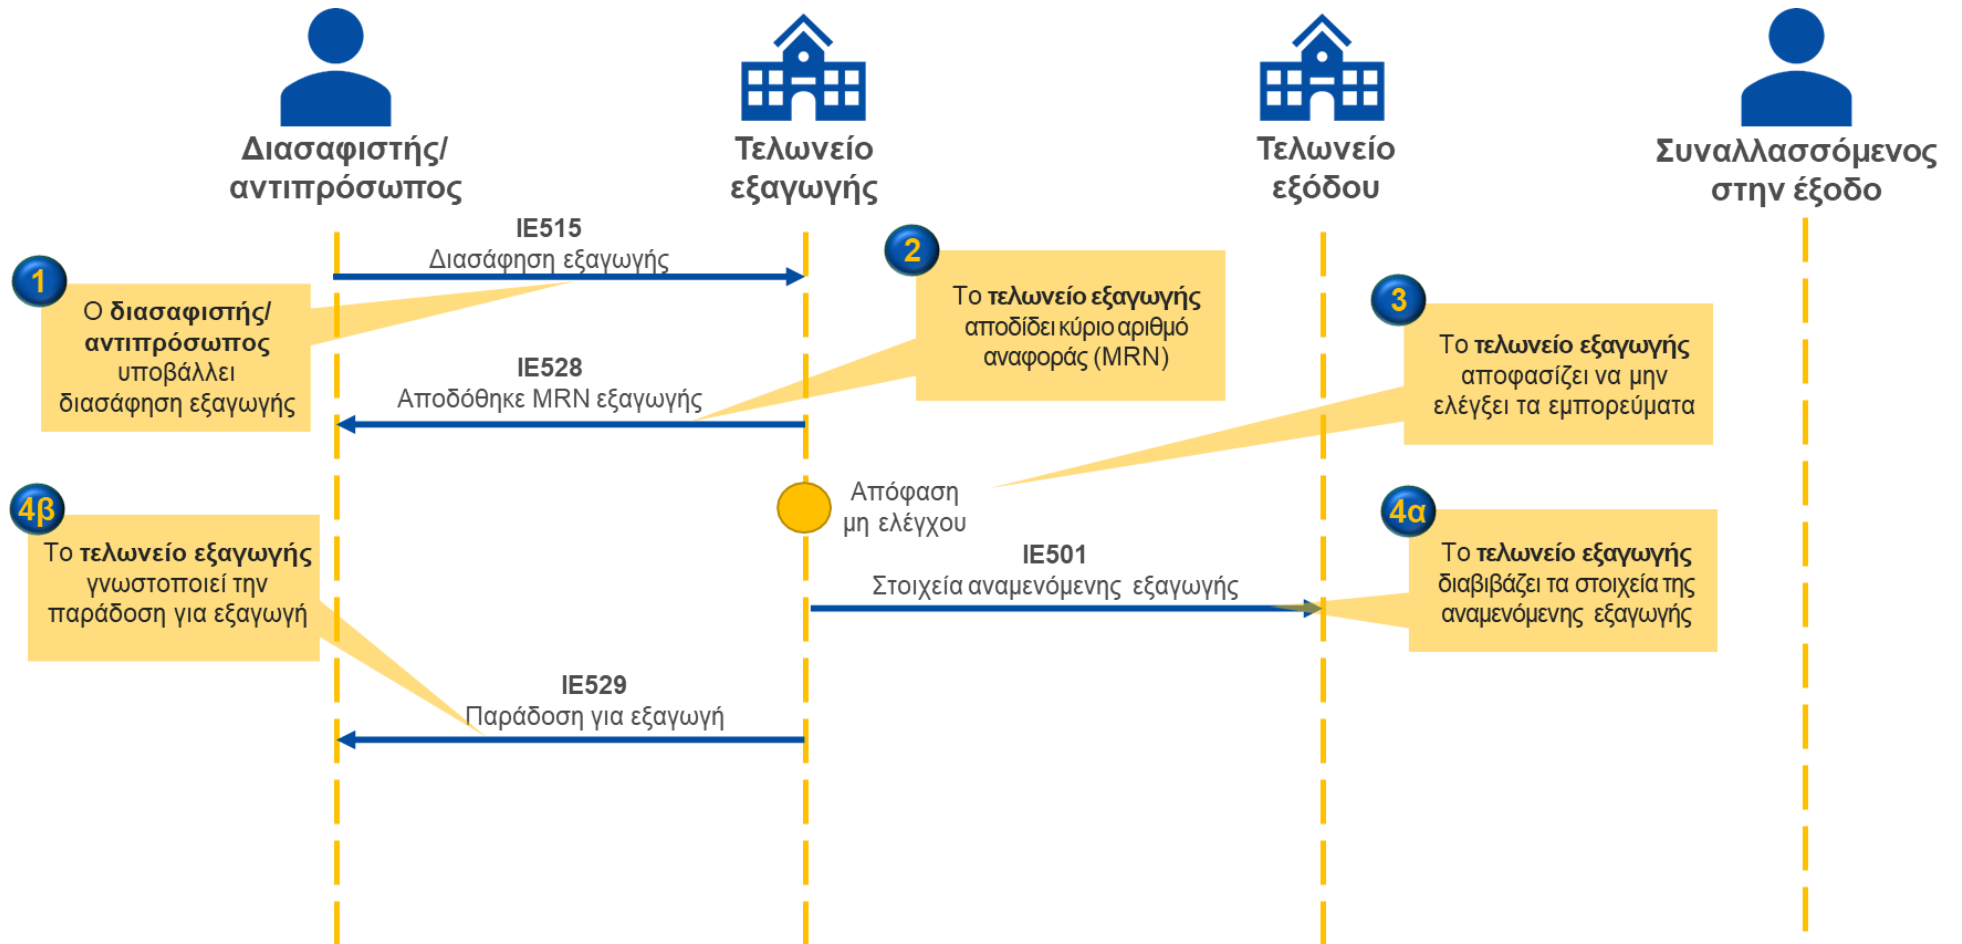 Διασαφιστής/
αντιπρόσωπος
Τελωνείο
εξαγωγής
Τελωνείο
εξόδου
Συναλλασσόμενος
στην έξοδο
IE515
Διασάφηση εξαγωγής
1
Ο διασαφιστής/
αντιπρόσωπος
υποβάλλει
διασάφηση εξαγωγής
2
Το τελωνείο εξαγωγής
αποδίδει κύριο αριθμό
αναφοράς (MRN)
IE528
Αποδόθηκε MRN εξαγωγής
3
Το τελωνείο εξαγωγής
αποφασίζει να μην
ελέγξει τα εμπορεύματα
Απόφαση
μη ελέγχου
4α
Το τελωνείο εξαγωγής
διαβιβάζει τα στοιχεία της
αναμενόμενης εξαγωγής
IE501
Στοιχεία αναμενόμενης εξαγωγής
4β
Το τελωνείο εξαγωγής
γνωστοποιεί την
παράδοση για εξαγωγή
IE529
Παράδοση για εξαγωγή